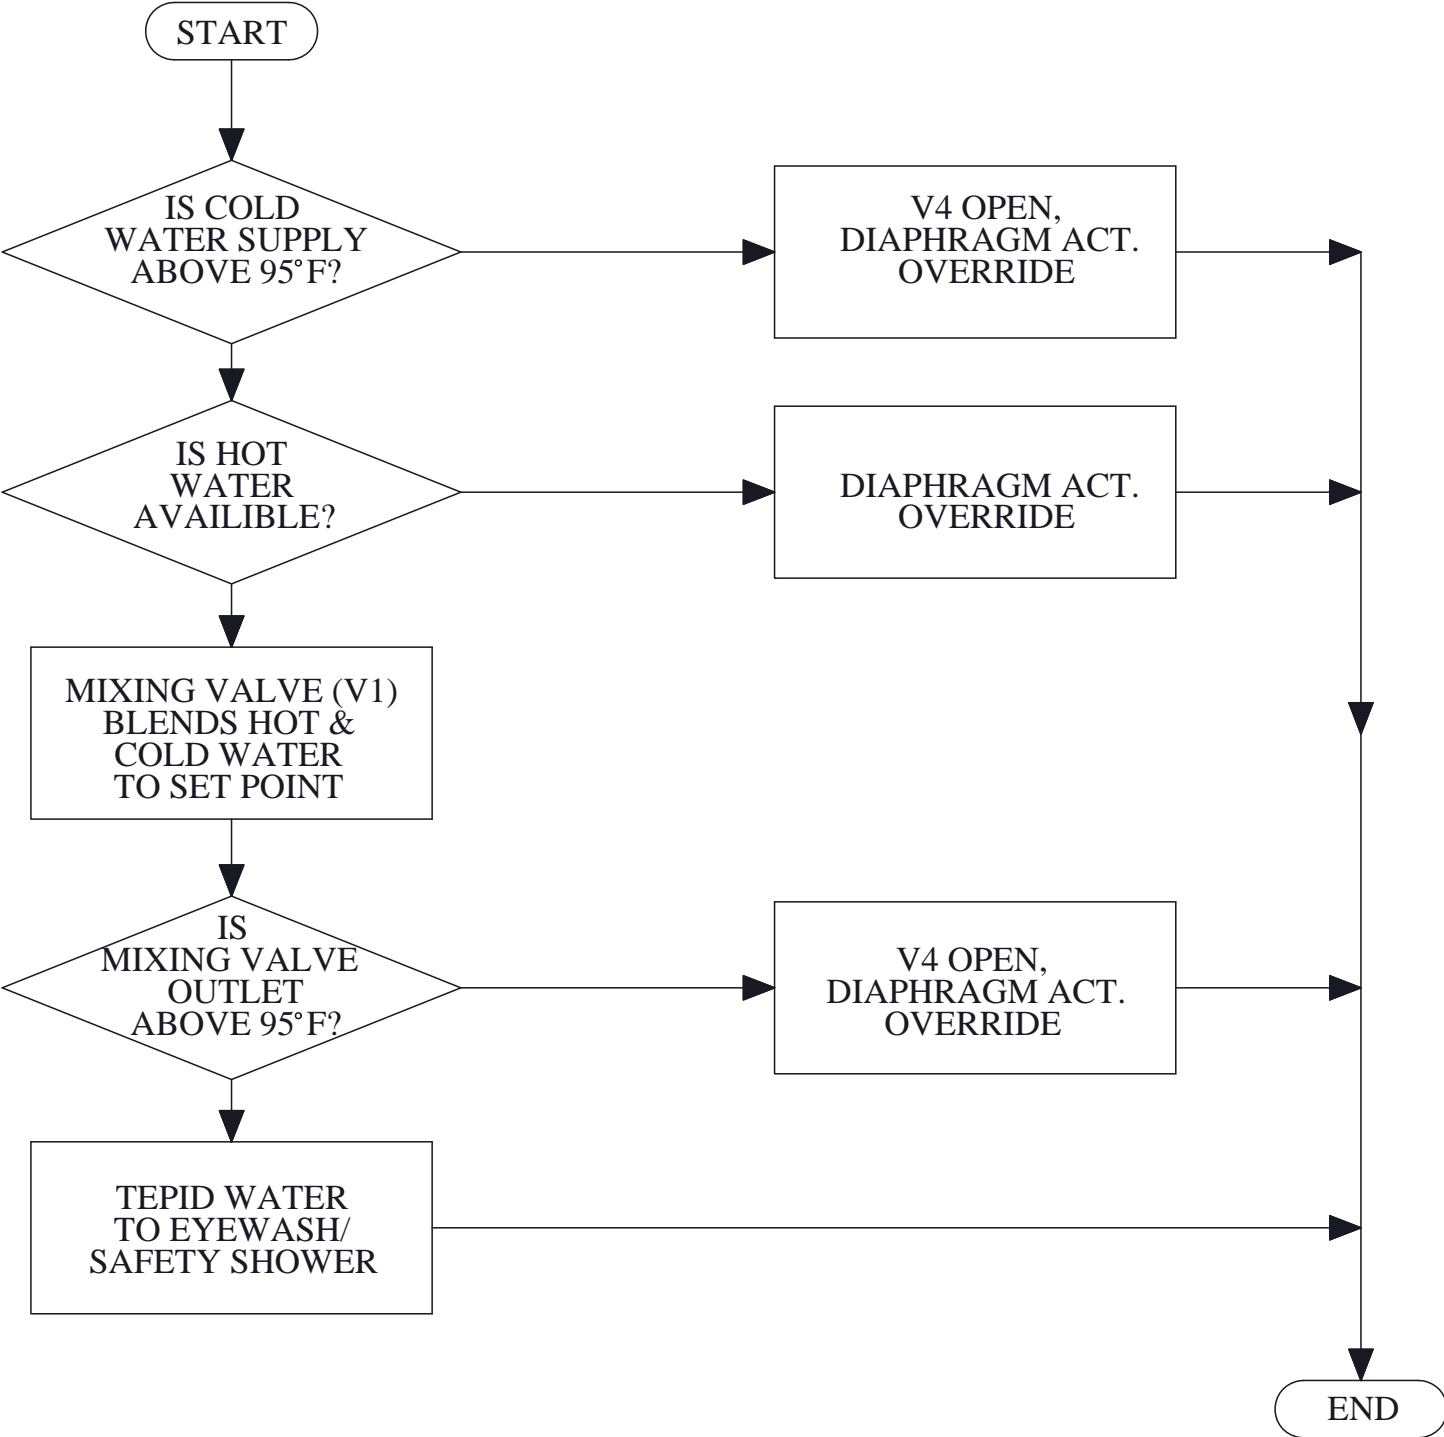 START
IS COLD
WATER SUPPLY
ABOVE 95°F?
V4 OPEN,
DIAPHRAGM ACT.
OVERRIDE
IS HOT
WATER
AVAILIBLE?
DIAPHRAGM ACT.
OVERRIDE
MIXING VALVE (V1)
BLENDS HOT &
COLD WATER
TO SET POINT
IS
MIXING VALVE
OUTLET
ABOVE 95°F?
V4 OPEN,
DIAPHRAGM ACT.
OVERRIDE
TEPID WATER
TO EYEWASH/
SAFETY SHOWER
END